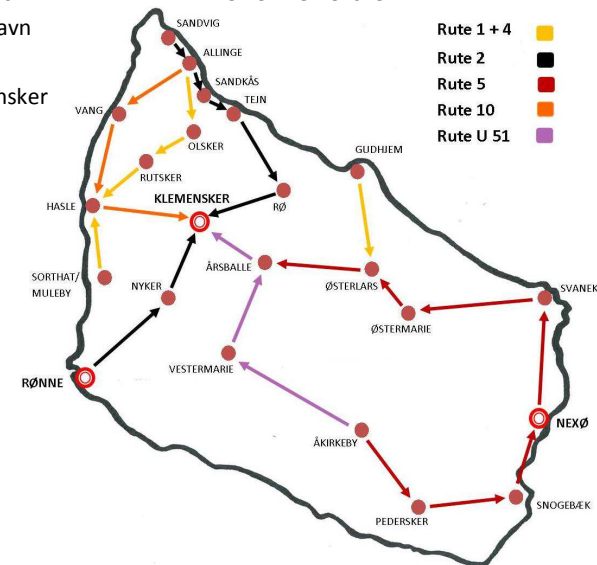 avn
nsker
SANDVIG
ALLINGE
SANDKÅS
TEJN
VANG
OLSKER
RUTSKER
GUDHJEM
HASLE
KLEMENSKER
RØ
SORTHAT/
MULEBY
NYKER
ÅRSBALLE
ØSTERLARS
ØSTERMARIE
SVANEK
RØNNE
VESTERMARIE
ÅKIRKEBY
NEXØ
PEDERSKER
SNOGEBÆK
Rute 1 + 4
Rute 2
Rute 5
Rute 10
Rute U 51